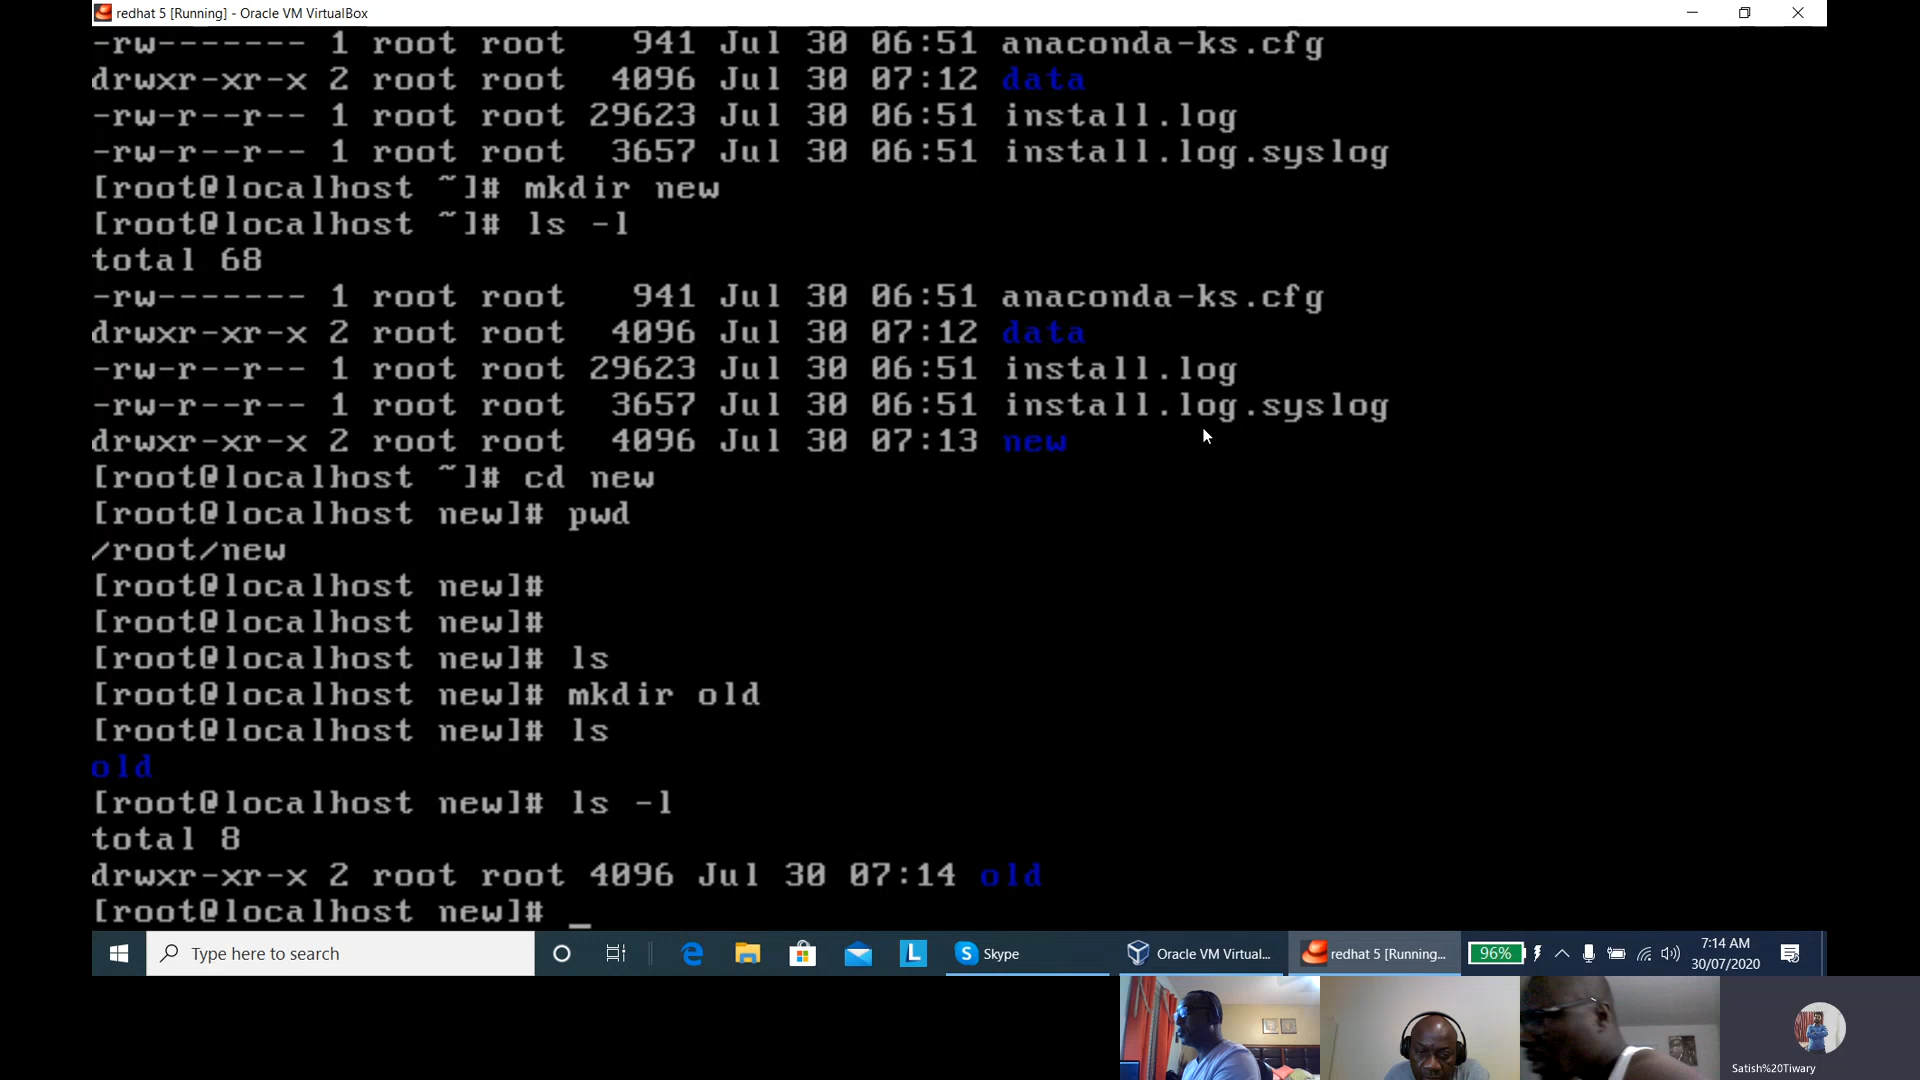 redhat 5 [Running] - Oracle VM VirtualBox
-rw------- 1 root root 941 Jul 30 06:51 anaconda-ks.cfg
drwxr-xr-x 2 root root 4096 Jul 30 07:12 data
-rw-r--r-- 1 root root 29623 Jul 30 06:51 install.log
-rw-r--r-- 1 root root 3657 Jul 30 06:51 install.log.syslog
[root@localhost ~]# mkdir new
[root@localhost ~]# ls -l
total 68
-rw------- 1 root root 941 Jul 30 06:51 anaconda-ks.cfg
drwxr-xr-x 2 root root 4096 Jul 30 07:12 data
-rw-r--r-- 1 root root 29623 Jul 30 06:51 install.log
-rw-r--r-- 1 root root 3657 Jul 30 06:51 install.log.syslog
drwxr-xr-x 2 root root 4096 Jul 30 07:13 new
[root@localhost ~]# cd new
[root@localhost new]# pwd
/root/new
[root@localhost new]#
[root@localhost new]#
[root@localhost new]# ls
[root@localhost new]# mkdir old
[root@localhost new]# ls
old
[root@localhost new]# ls -l
total 8
drwxr-xr-x 2 root root 4096 Jul 30 07:14 old
[root@localhost new]# _
Type here to search
L
Skype
Oracle VM Virtual...
redhat 5 [Running...
96%
7:14 AM
30/07/2020
Satish%20Tiwary